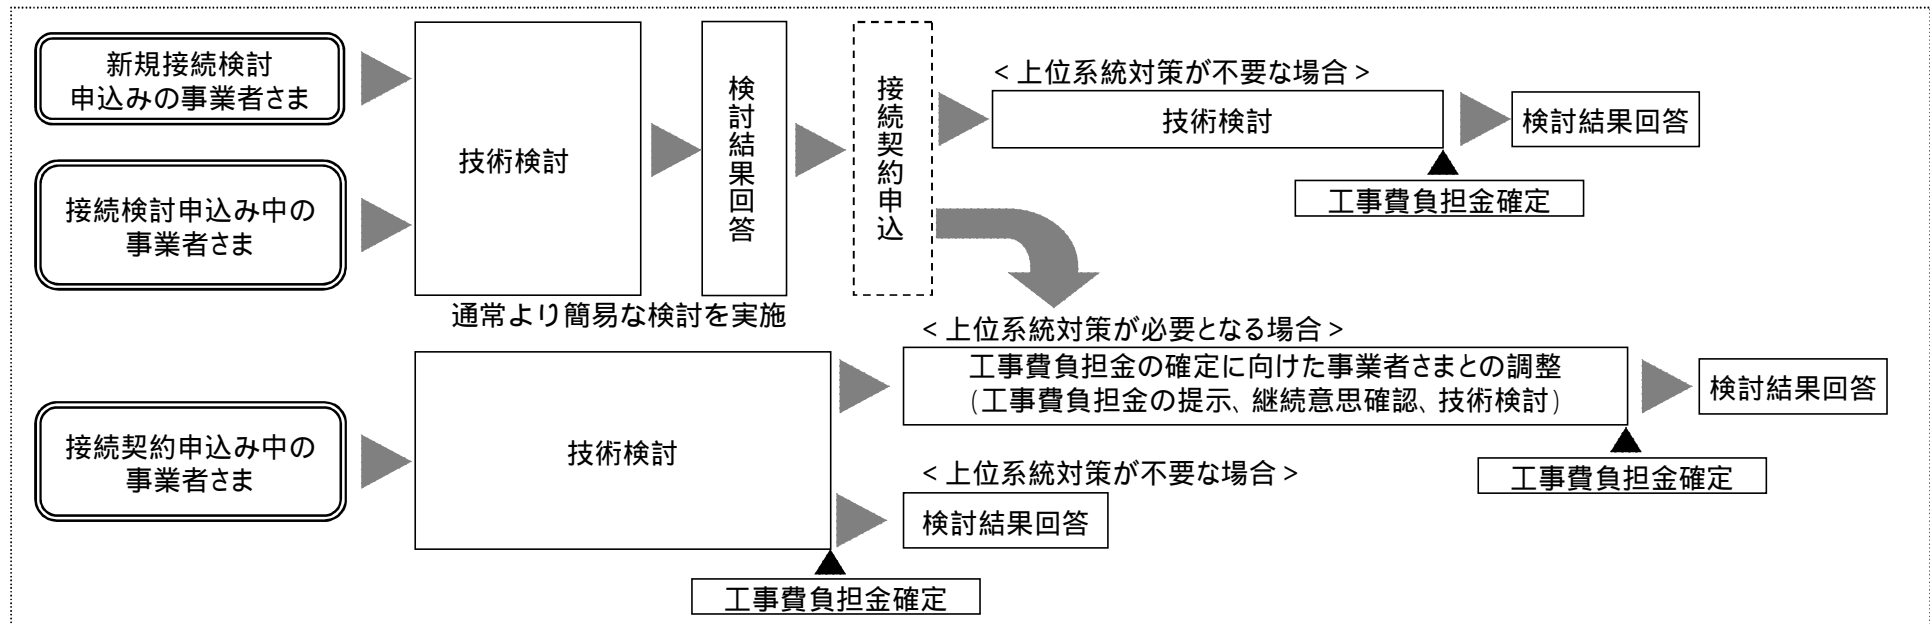 新規接続検討
申込みの事業者さま
接続検討申込み中の
事業者さま
技術検討
通常より簡易な検討を実施
検討結果回答
接続契約申込
＜上位系統対策が不要な場合＞
技術検討
検討結果回答
工事費負担金確定
＜上位系統対策が必要となる場合＞
工事費負担金の確定に向けた事業者さまとの調整
(工事費負担金の提示、継続意思確認、技術検討)
検討結果回答
工事費負担金確定
接続契約申込み中の
事業者さま
技術検討
＜上位系統対策が不要な場合＞
検討結果回答
工事費負担金確定